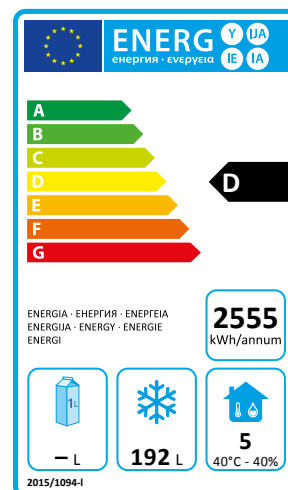 ENERG Y IJA
енергия · ενεργεια IE IA
A
B
C
D
D
E
F
G
ENERGIA · ЕНЕРГИЯ · ΕΝΕΡΓΕΙΑ
ENERGIJA · ENERGY · ENERGIE
ENERGI
2555
kWh/annum
1L
– L
192 L
5
40°C - 40%
2015/1094-I